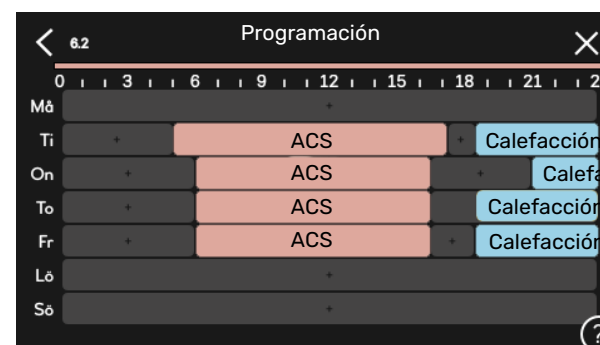 6.2 Programación
0 3 6 9 12 15 18 21 2
Må +
Ti + ACS + Calefacción
On + ACS + Calefa
To + ACS Calefacción
Fr + ACS + Calefacción
Lö +
Sö +
?